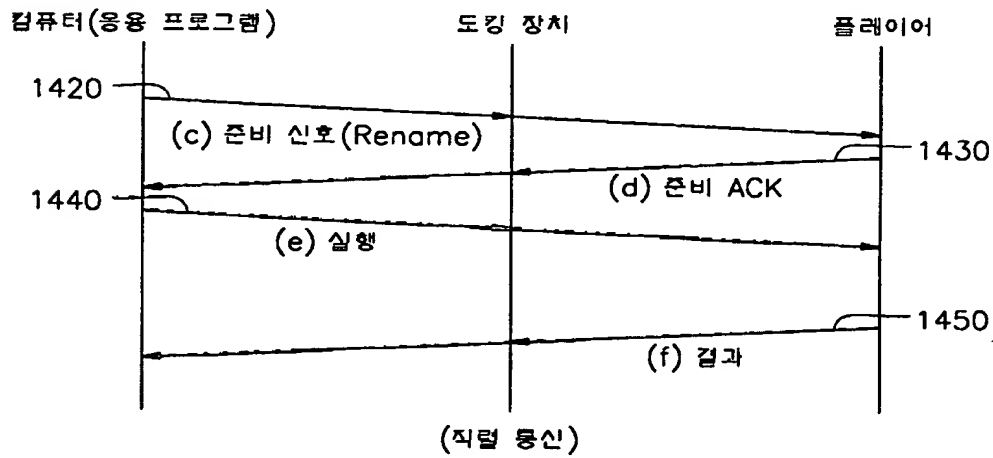 컴퓨터(응용 프로그램) 도킹 장치 플레이어
1420
(c) 준비 신호(Rename)
1430
(d) 준비 ACK
1440
(e) 실행
1450
(f) 결과
(직렬 통신)